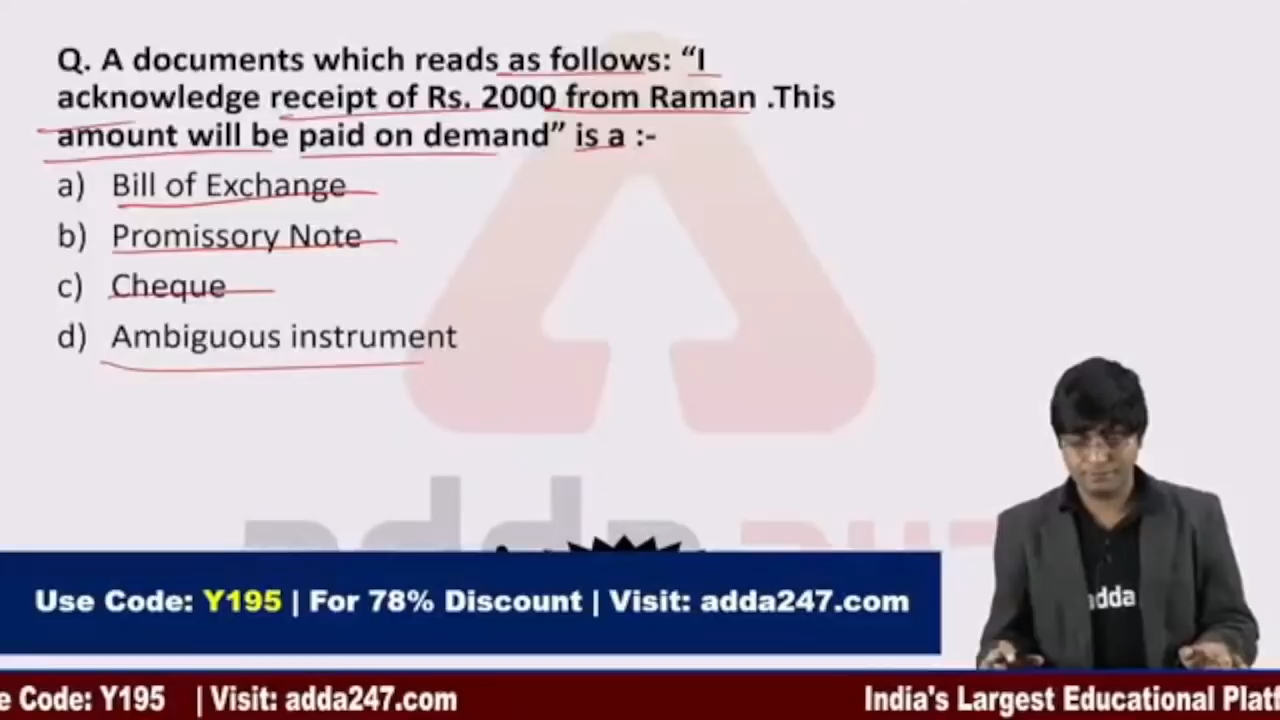 Q. A documents which reads as follows: “I
acknowledge receipt of Rs. 2000 from Raman .This
amount will be paid on demand” is a :-
a) Bill of Exchange
b) Promissory Note
c) Cheque
d) Ambiguous instrument
adda
Use Code: Y195 | For 78% Discount | Visit: adda247.com
e Code: Y195 | Visit: adda247.com
India's Largest Educational Platf